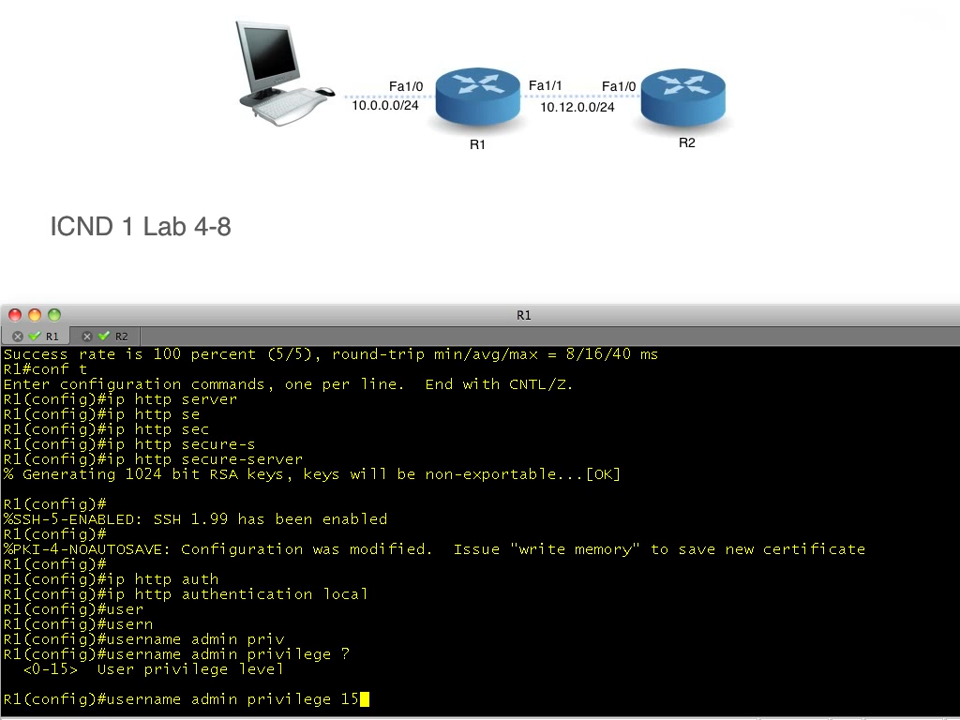 Fa1/0 Fa1/1 Fa1/0
10.0.0.0/24 10.12.0.0/24
R1 R2
ICND 1 Lab 4-8
R1
R1 R2
Success rate is 100 percent (5/5), round-trip min/avg/max = 8/16/40 ms
R1#conf t
Enter configuration commands, one per line.  End with CNTL/Z.
R1(config)#ip http server
R1(config)#ip http se
R1(config)#ip http sec
R1(config)#ip http secure-s
R1(config)#ip http secure-server
% Generating 1024 bit RSA keys, keys will be non-exportable...[OK]
R1(config)#
%SSH-5-ENABLED: SSH 1.99 has been enabled
R1(config)#
%PKI-4-NOAUTOSAVE: Configuration was modified.  Issue "write memory" to save new certificate
R1(config)#
R1(config)#ip http auth
R1(config)#ip http authentication local
R1(config)#user
R1(config)#usern
R1(config)#username admin priv
R1(config)#username admin privilege ?
  <0-15>  User privilege level
R1(config)#username admin privilege 15